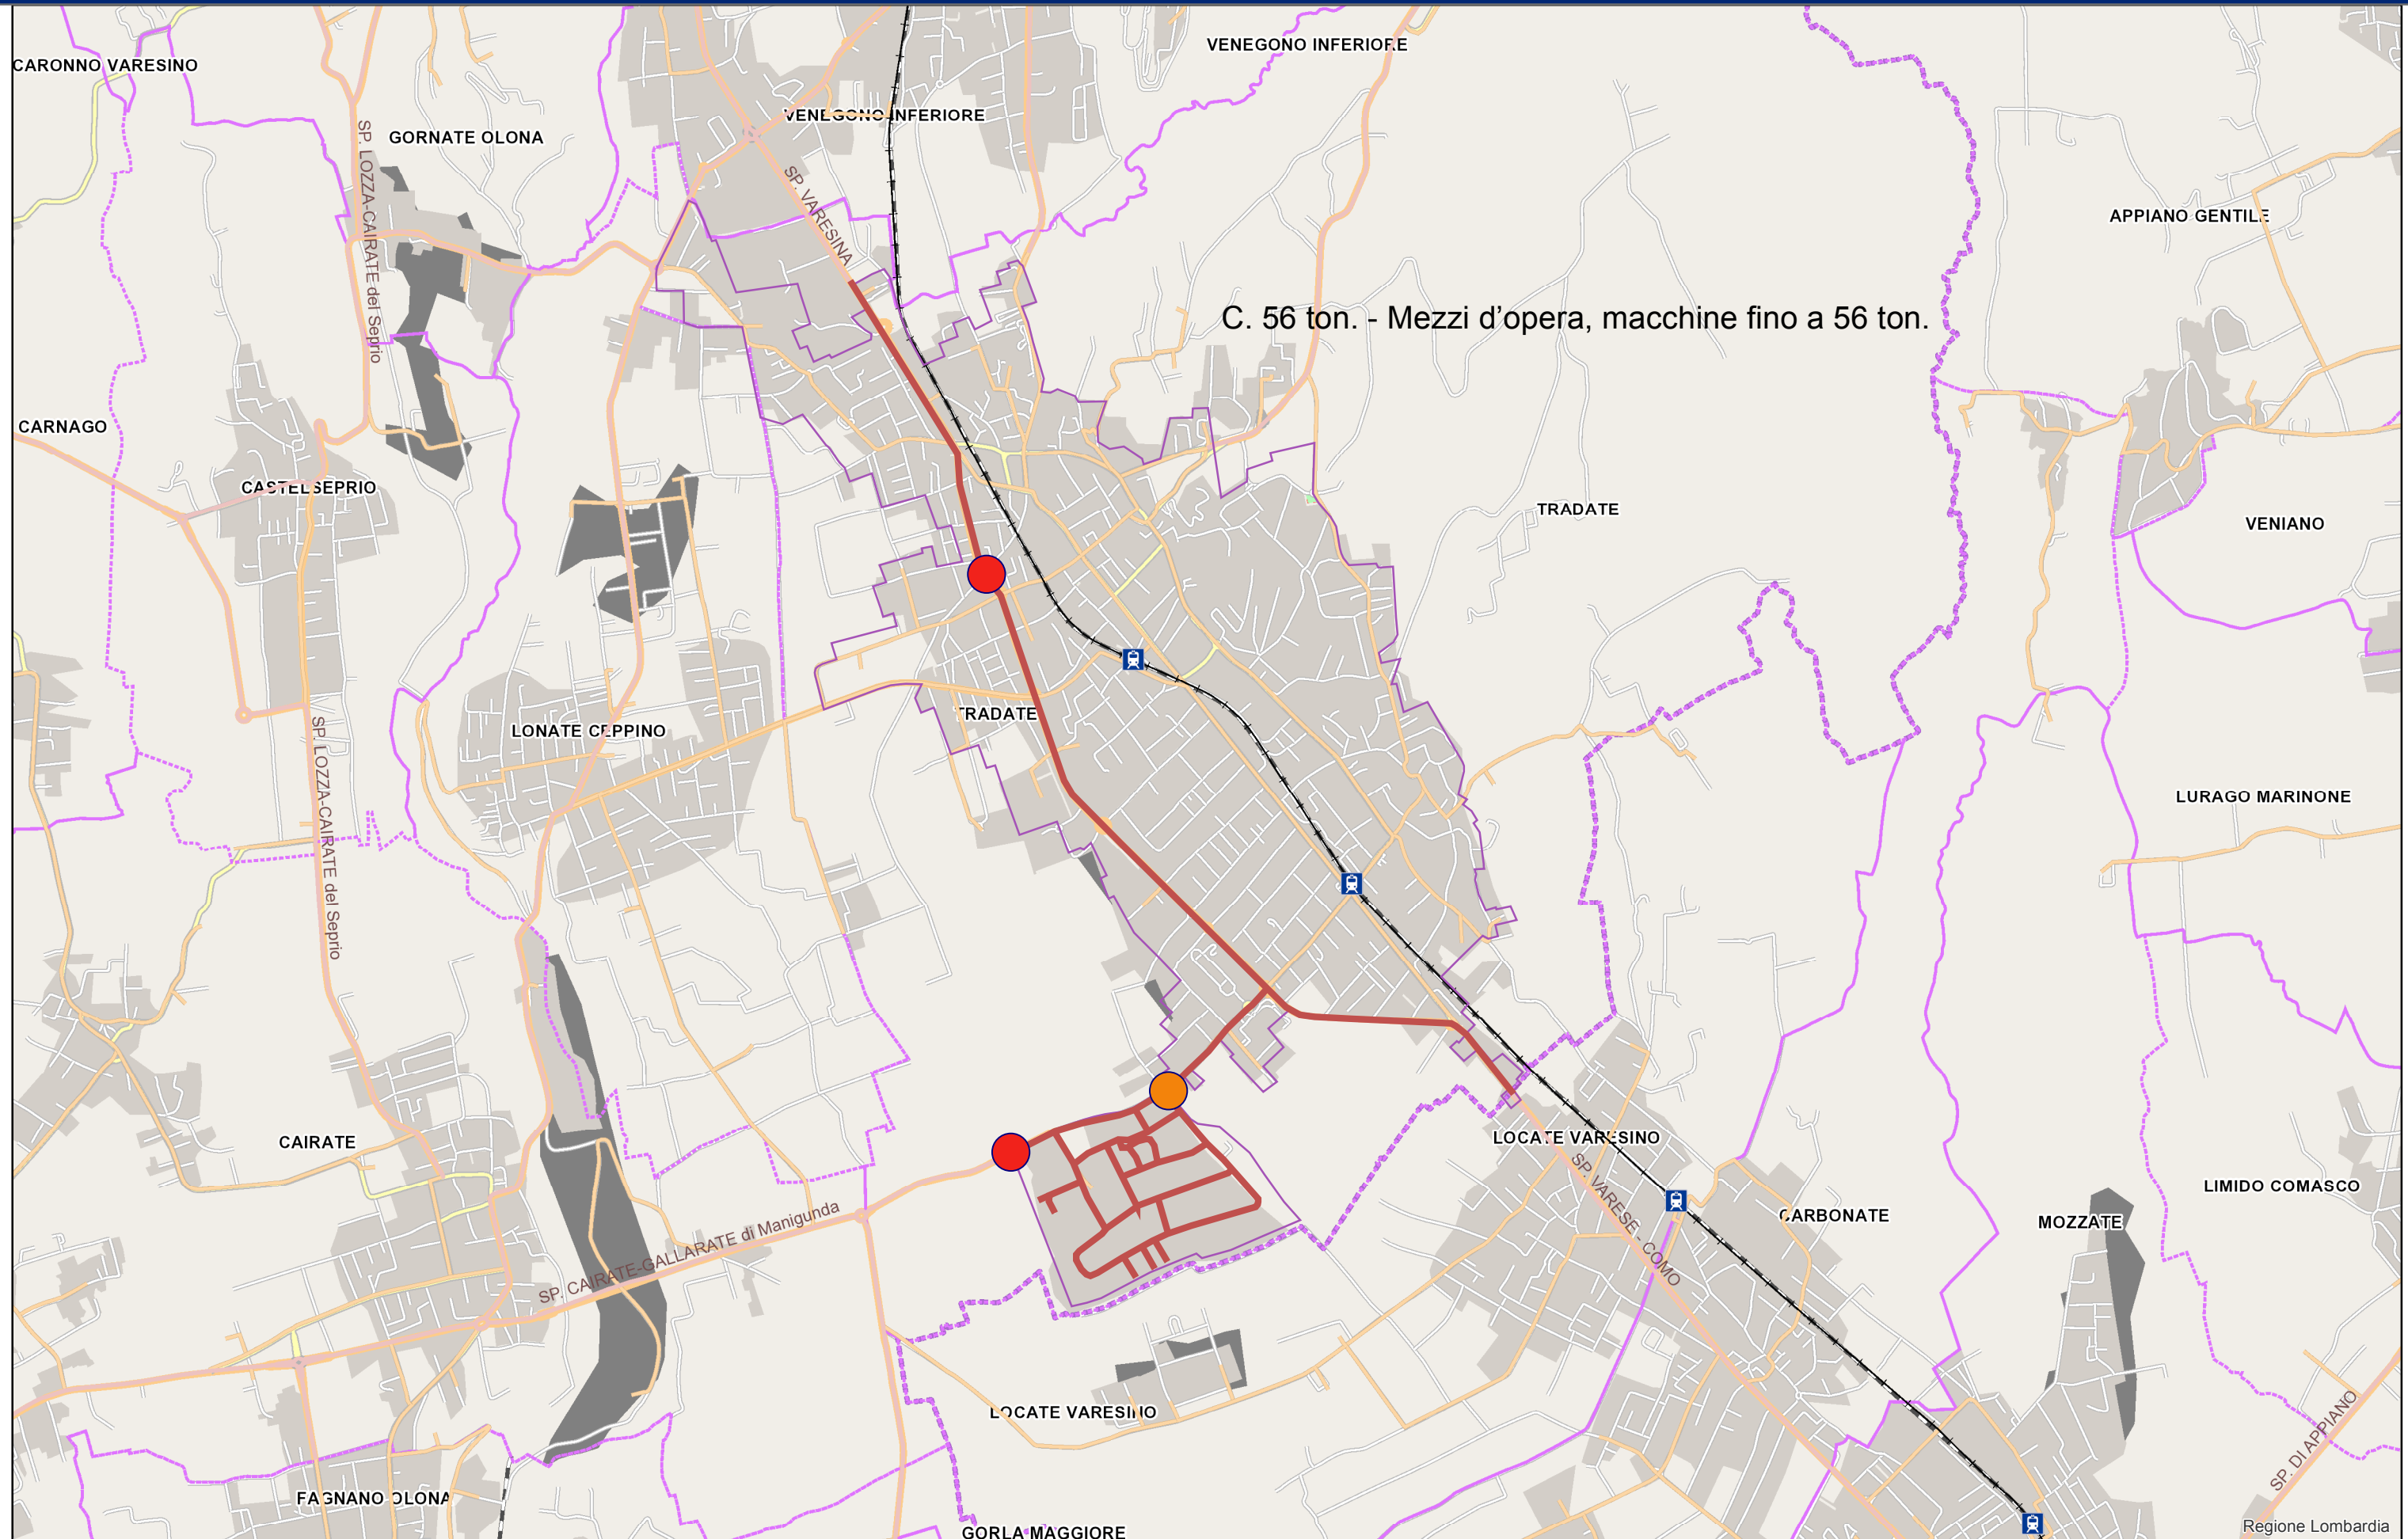 VENEGONO INFERIORE
CARONNO VARESINO
VENEGONO INFERIORE
GORNATE OLONA
SP. LOZZA-CAIRATE del Seprio
SP. VARESINA
APPIANO GENTILE
C. 56 ton. - Mezzi d’opera, macchine fino a 56 ton.
CARNAGO
CASTELSEPRIO
TRADATE
VENIANO
TRADATE
LONATE CEPPINO
SP. LOZZA-CAIRATE del Seprio
LURAGO MARINONE
CAIRATE
LOCATE VARESINO
SP. VARESE - COMO
LIMIDO COMASCO
CARBONATE
MOZZATE
SP. CAIRATE-GALLARATE di Manigunda
LOCATE VARESINO
SP. DI APPIANO
FAGNANO OLONA
GORLA MAGGIORE
Regione Lombardia